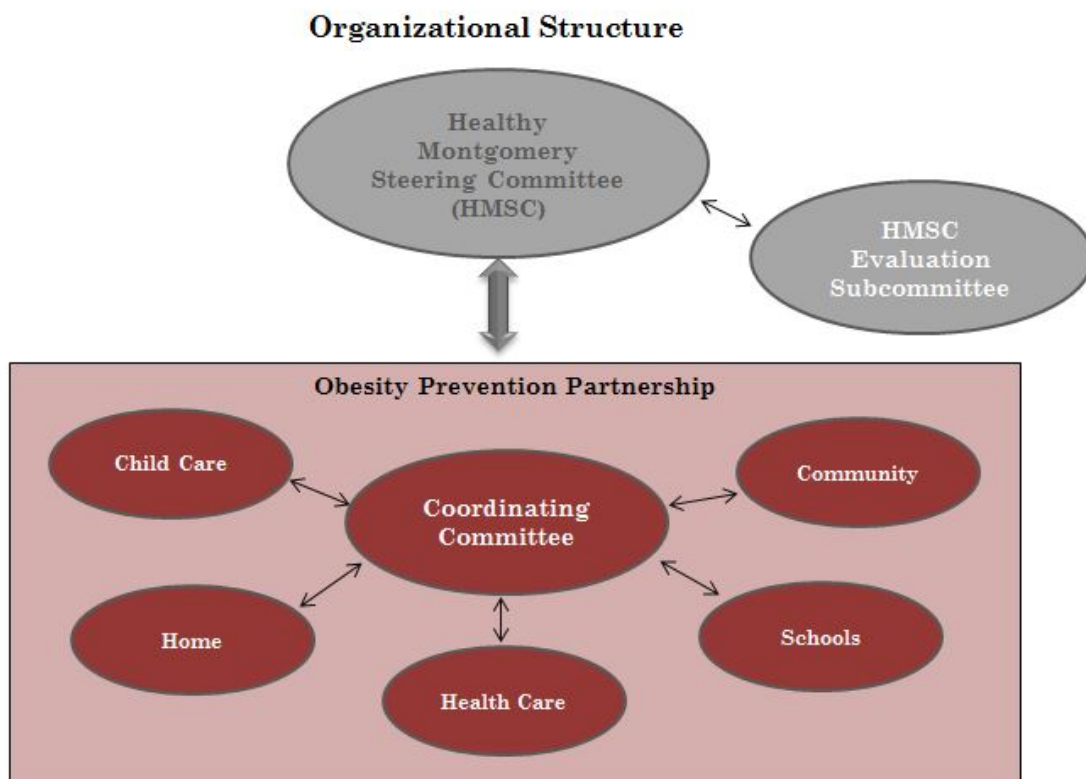 Organizational Structure
Healthy
Montgomery
Steering Committee
(HMSC)
HMSC
Evaluation
Subcommittee
Obesity Prevention Partnership
Child Care
Coordinating
Committee
Community
Home
Health Care
Schools